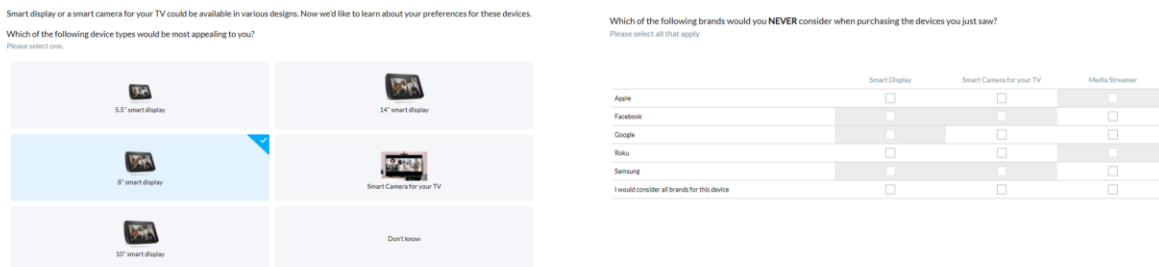 Smart display or a smart camera for your TV could be available in various designs. Now we'd like to learn about your preferences for these devices.
Which of the following device types would be most appealing to you?
Please select one.
5.5" smart display
14" smart display
8" smart display
Smart Camera for your TV
10" smart display
Don't know
Which of the following brands would you NEVER consider when purchasing the devices you just saw?
Please select all that apply
Smart Display Smart Camera for your TV Media Streamer
Apple
Facebook
Google
Roku
Samsung
I would consider all brands for this device